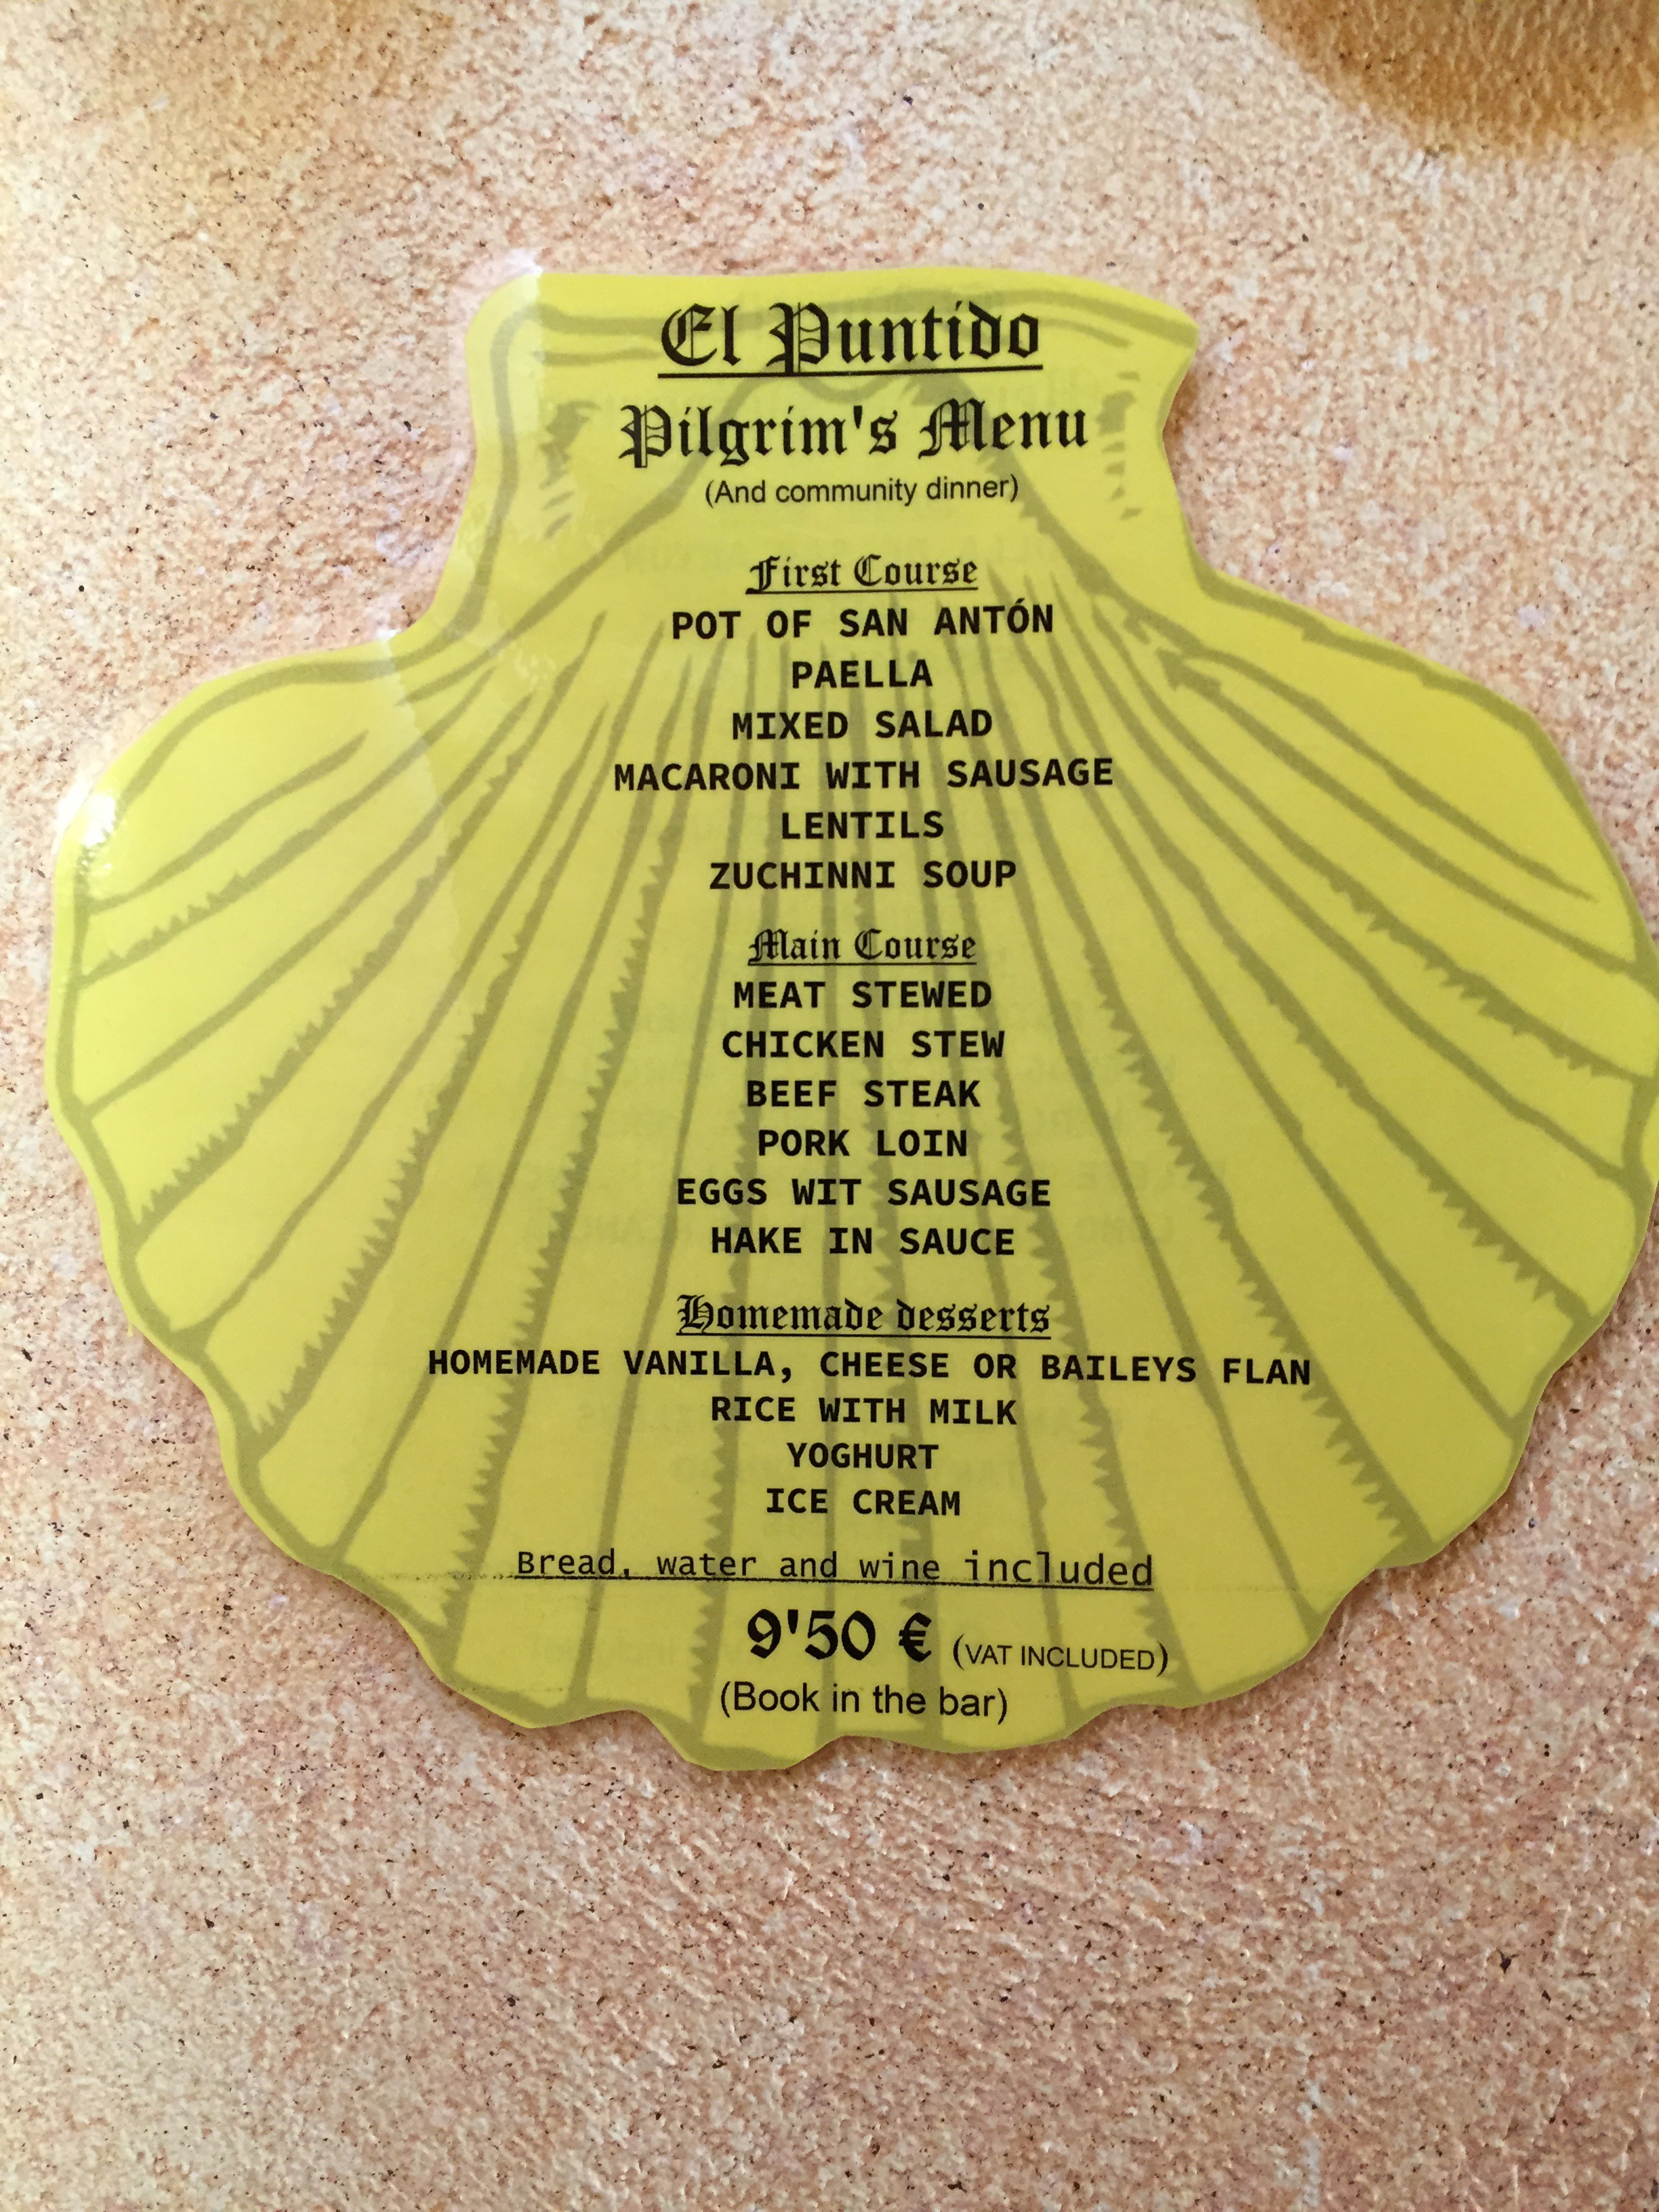 El Puntido
Pilgrim's Menu
(And community dinner)
First Course
POT OF SAN ANTÓN
PAELLA
MIXED SALAD
MACARONI WITH SAUSAGE
LENTILS
ZUCHINNI SOUP
Main Course
MEAT STEWED
CHICKEN STEW
BEEF STEAK
PORK LOIN
EGGS WIT SAUSAGE
HAKE IN SAUCE
Homemade desserts
HOMEMADE VANILLA, CHEESE OR BAILEYS FLAN
RICE WITH MILK
YOGHURT
ICE CREAM
Bread, water and wine included
9'50 € (VAT INCLUDED)
(Book in the bar)